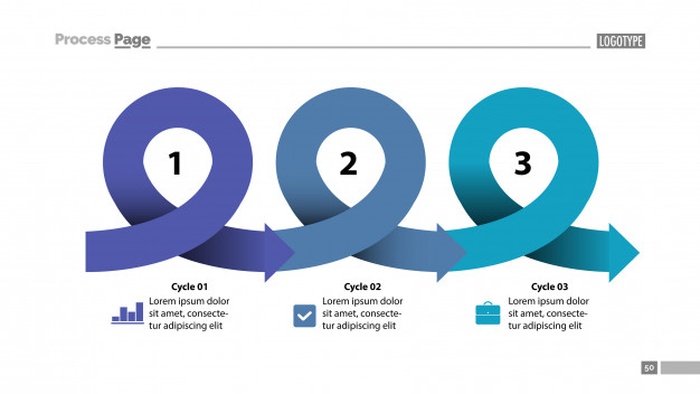 Process Page
LOGOTYPE
1
2
3
Cycle 01
Lorem ipsum dolor
sit amet, consecte-
tur adipiscing elit
Cycle 02
Lorem ipsum dolor
sit amet, consecte-
tur adipiscing elit
Cycle 03
Lorem ipsum dolor
sit amet, consecte-
tur adipiscing elit
50